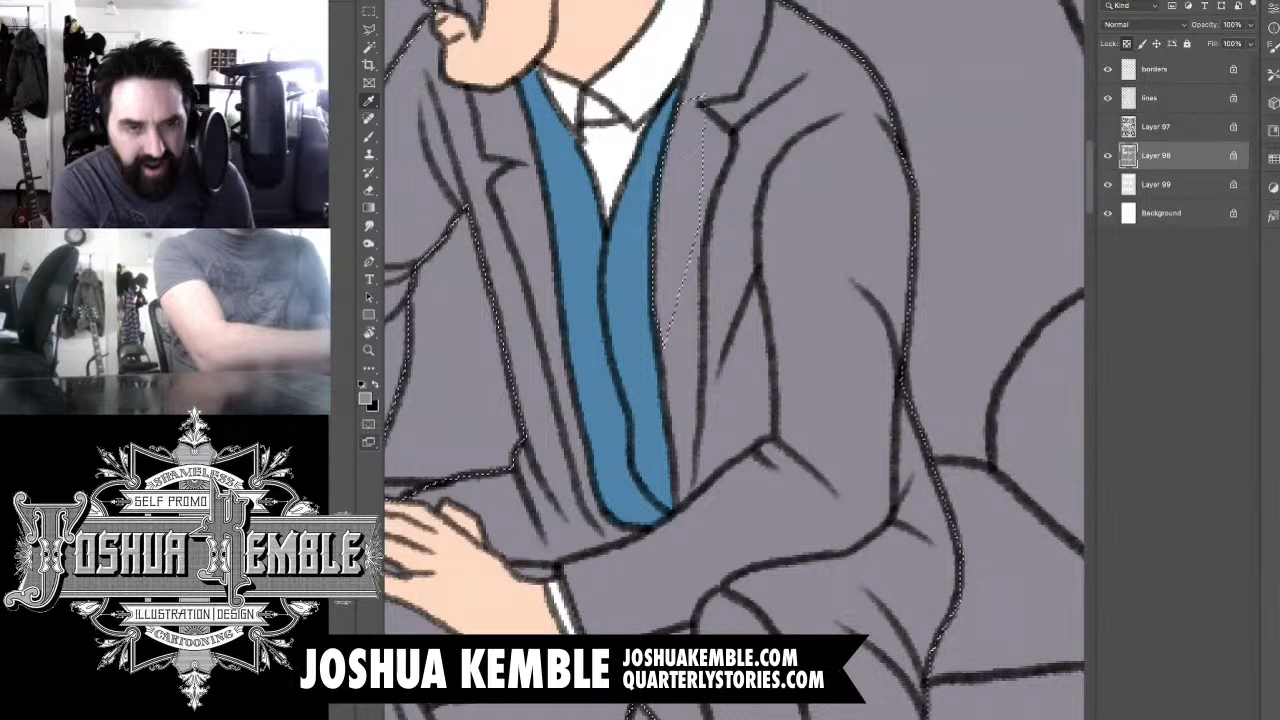 Kind
Normal
Opacity: 100%
Lock:
Fill: 100%
borders
lines
Layer 97
Layer 98
Layer 99
Background
SHAMELESS
SELF PROMO
JOSHUA KEMBLE
ILLUSTRATION|DESIGN
CARTOONING
JOSHUA KEMBLE
JOSHUAKEMBLE.COM
QUARTERLYSTORIES.COM